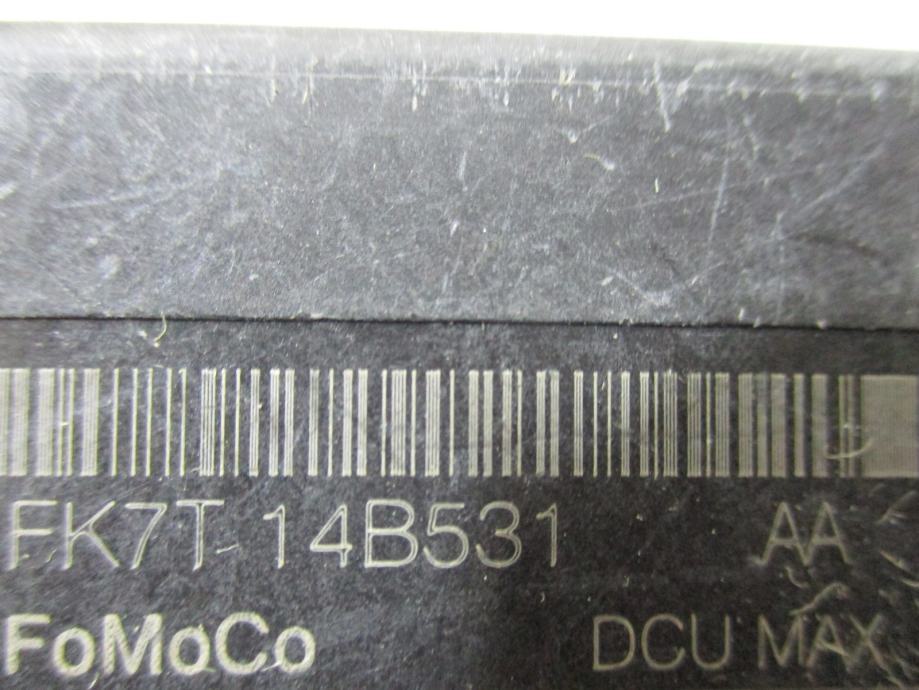 FK7T-14B531 AA
FoMoCo DCU MAX